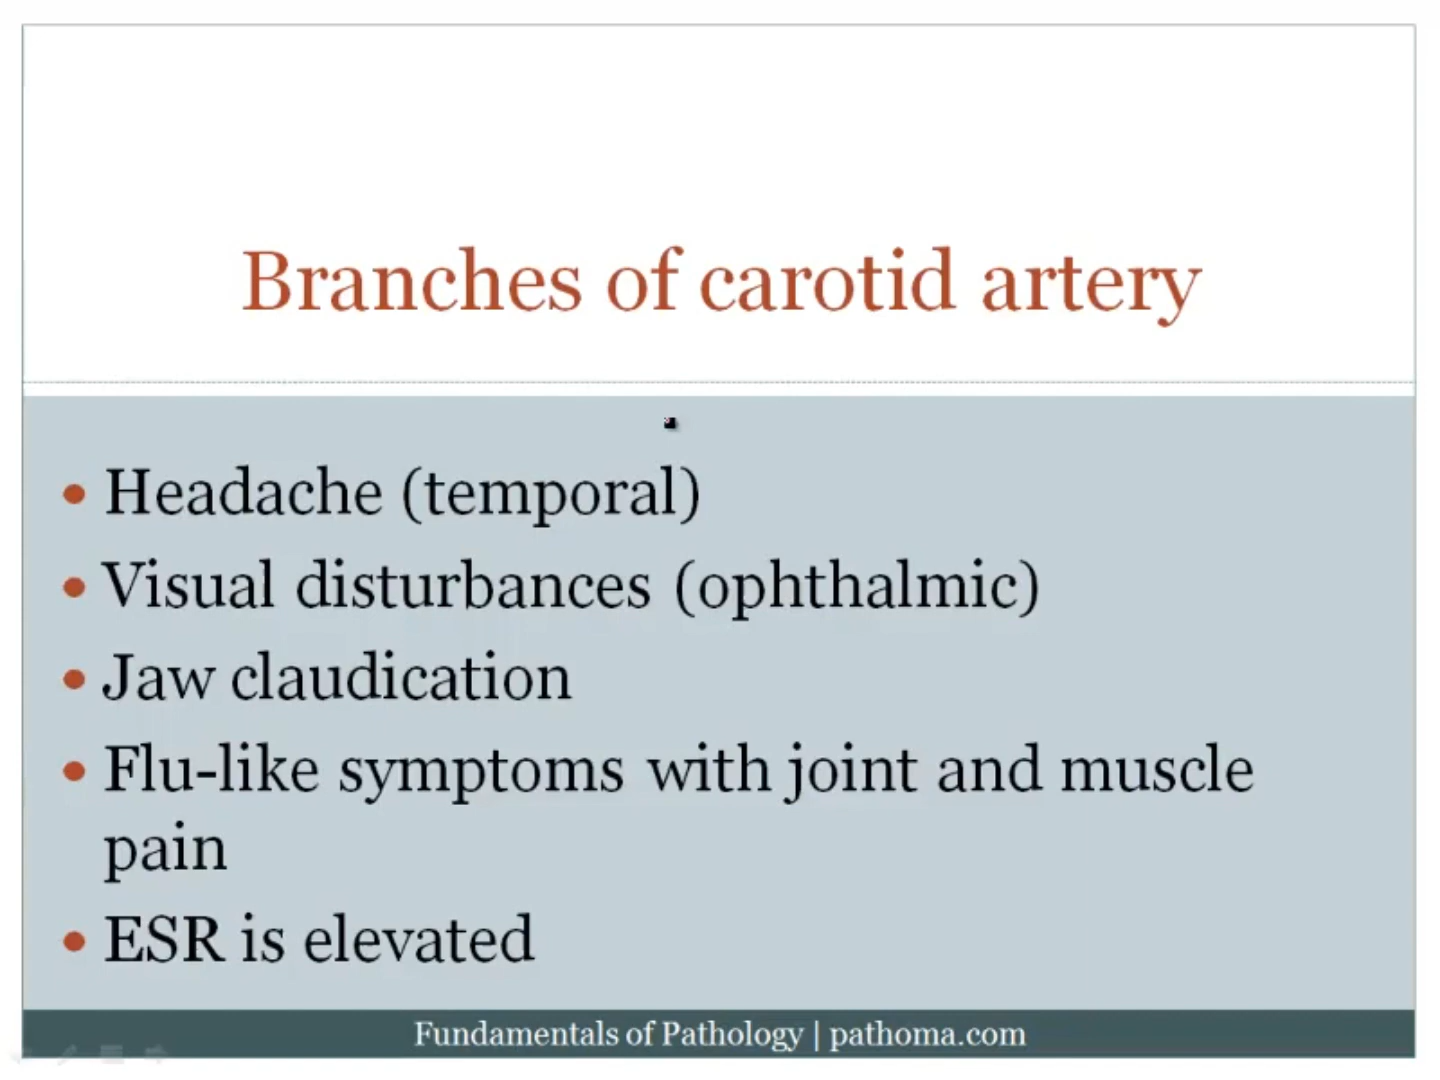 Branches of carotid artery
• Headache (temporal)
• Visual disturbances (ophthalmic)
• Jaw claudication
• Flu-like symptoms with joint and muscle
pain
• ESR is elevated
Fundamentals of Pathology | pathoma.com